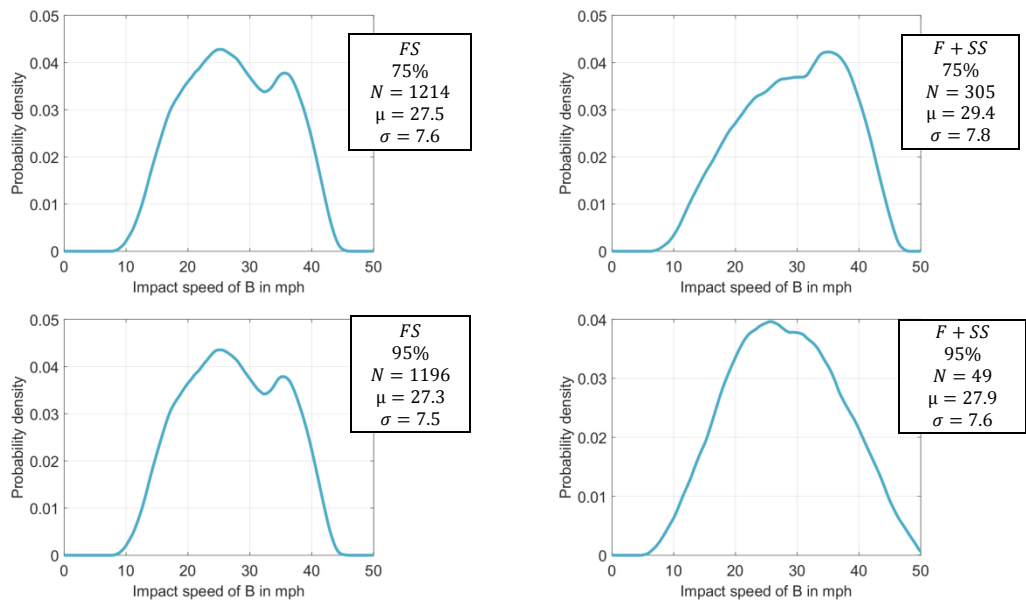 0.05
0.04
0.03
0.02
0.01
0
Probability density
0 10 20 30 40 50
Impact speed of B in mph
FS
75%
N = 1214
μ = 27.5
σ = 7.6
0.05
0.04
0.03
0.02
0.01
0
Probability density
0 10 20 30 40 50
Impact speed of B in mph
F + SS
75%
N = 305
μ = 29.4
σ = 7.8
0.05
0.04
0.03
0.02
0.01
0
Probability density
0 10 20 30 40 50
Impact speed of B in mph
FS
95%
N = 1196
μ = 27.3
σ = 7.5
0.04
0.03
0.02
0.01
0
Probability density
0 10 20 30 40 50
Impact speed of B in mph
F + SS
95%
N = 49
μ = 27.9
σ = 7.6